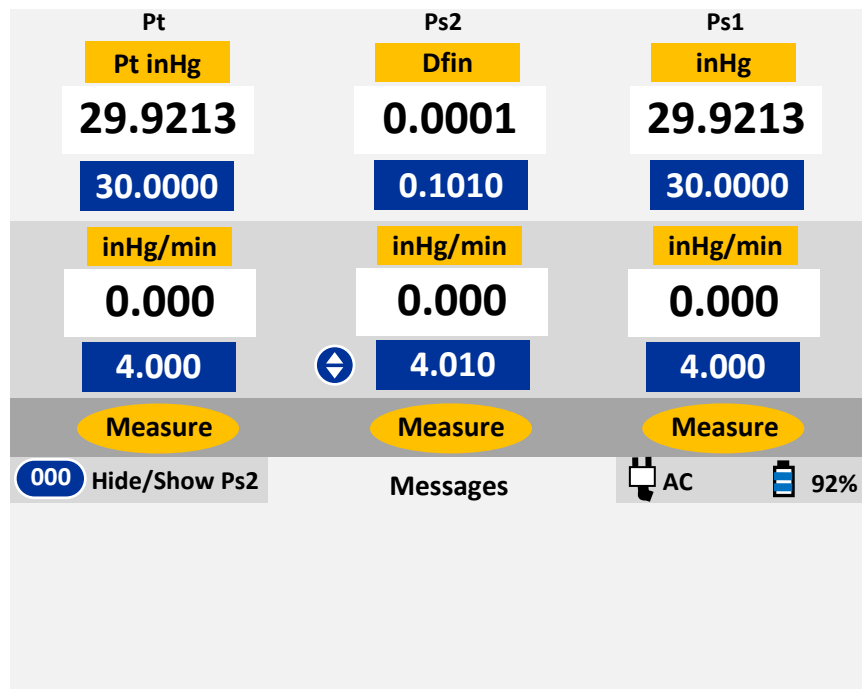 Pt Ps2 Ps1
Pt inHg Dfin inHg
29.9213 0.0001 29.9213
30.0000 0.1010 30.0000
inHg/min inHg/min inHg/min
0.000 0.000 0.000
4.000 4.010 4.000
Measure Measure Measure
000 Hide/Show Ps2 Messages AC 92%